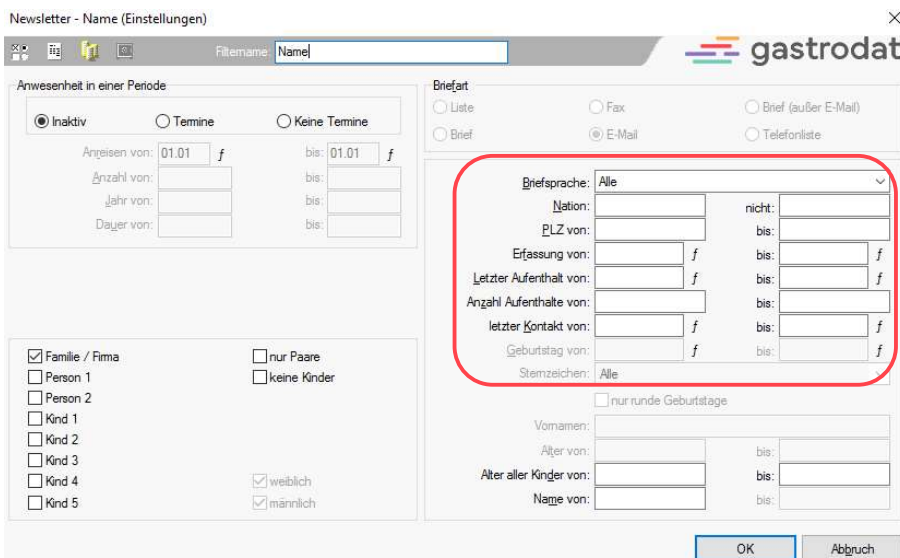 Newsletter - Name (Einstellungen)
Filtername: Name
gastrodat
Anwesenheit in einer Periode
Inaktiv Termine Keine Termine
Anreisen von: 01.01 f bis: 01.01 f
Anzahl von: bis:
Jahr von: bis:
Dauer von: bis:
Briefart
Liste Fax Brief (außer E-Mail)
Brief E-Mail Telefonliste
Briefsprache: Alle
Nation: nicht:
PLZ von: bis:
Erfassung von: f bis: f
Letzter Aufenthalt von: f bis: f
Anzahl Aufenthalte von: bis:
letzter Kontakt von: f bis: f
Geburtstag von: f bis: f
Sternzeichen: Alle
nur runde Geburtstage
Vornamen:
Alter von: bis:
Alter aller Kinder von: bis:
Name von: bis:
Familie / Firma nur Paare
Person 1 keine Kinder
Person 2
Kind 1
Kind 2
Kind 3
Kind 4 weiblich
Kind 5 männlich
OK Abbruch